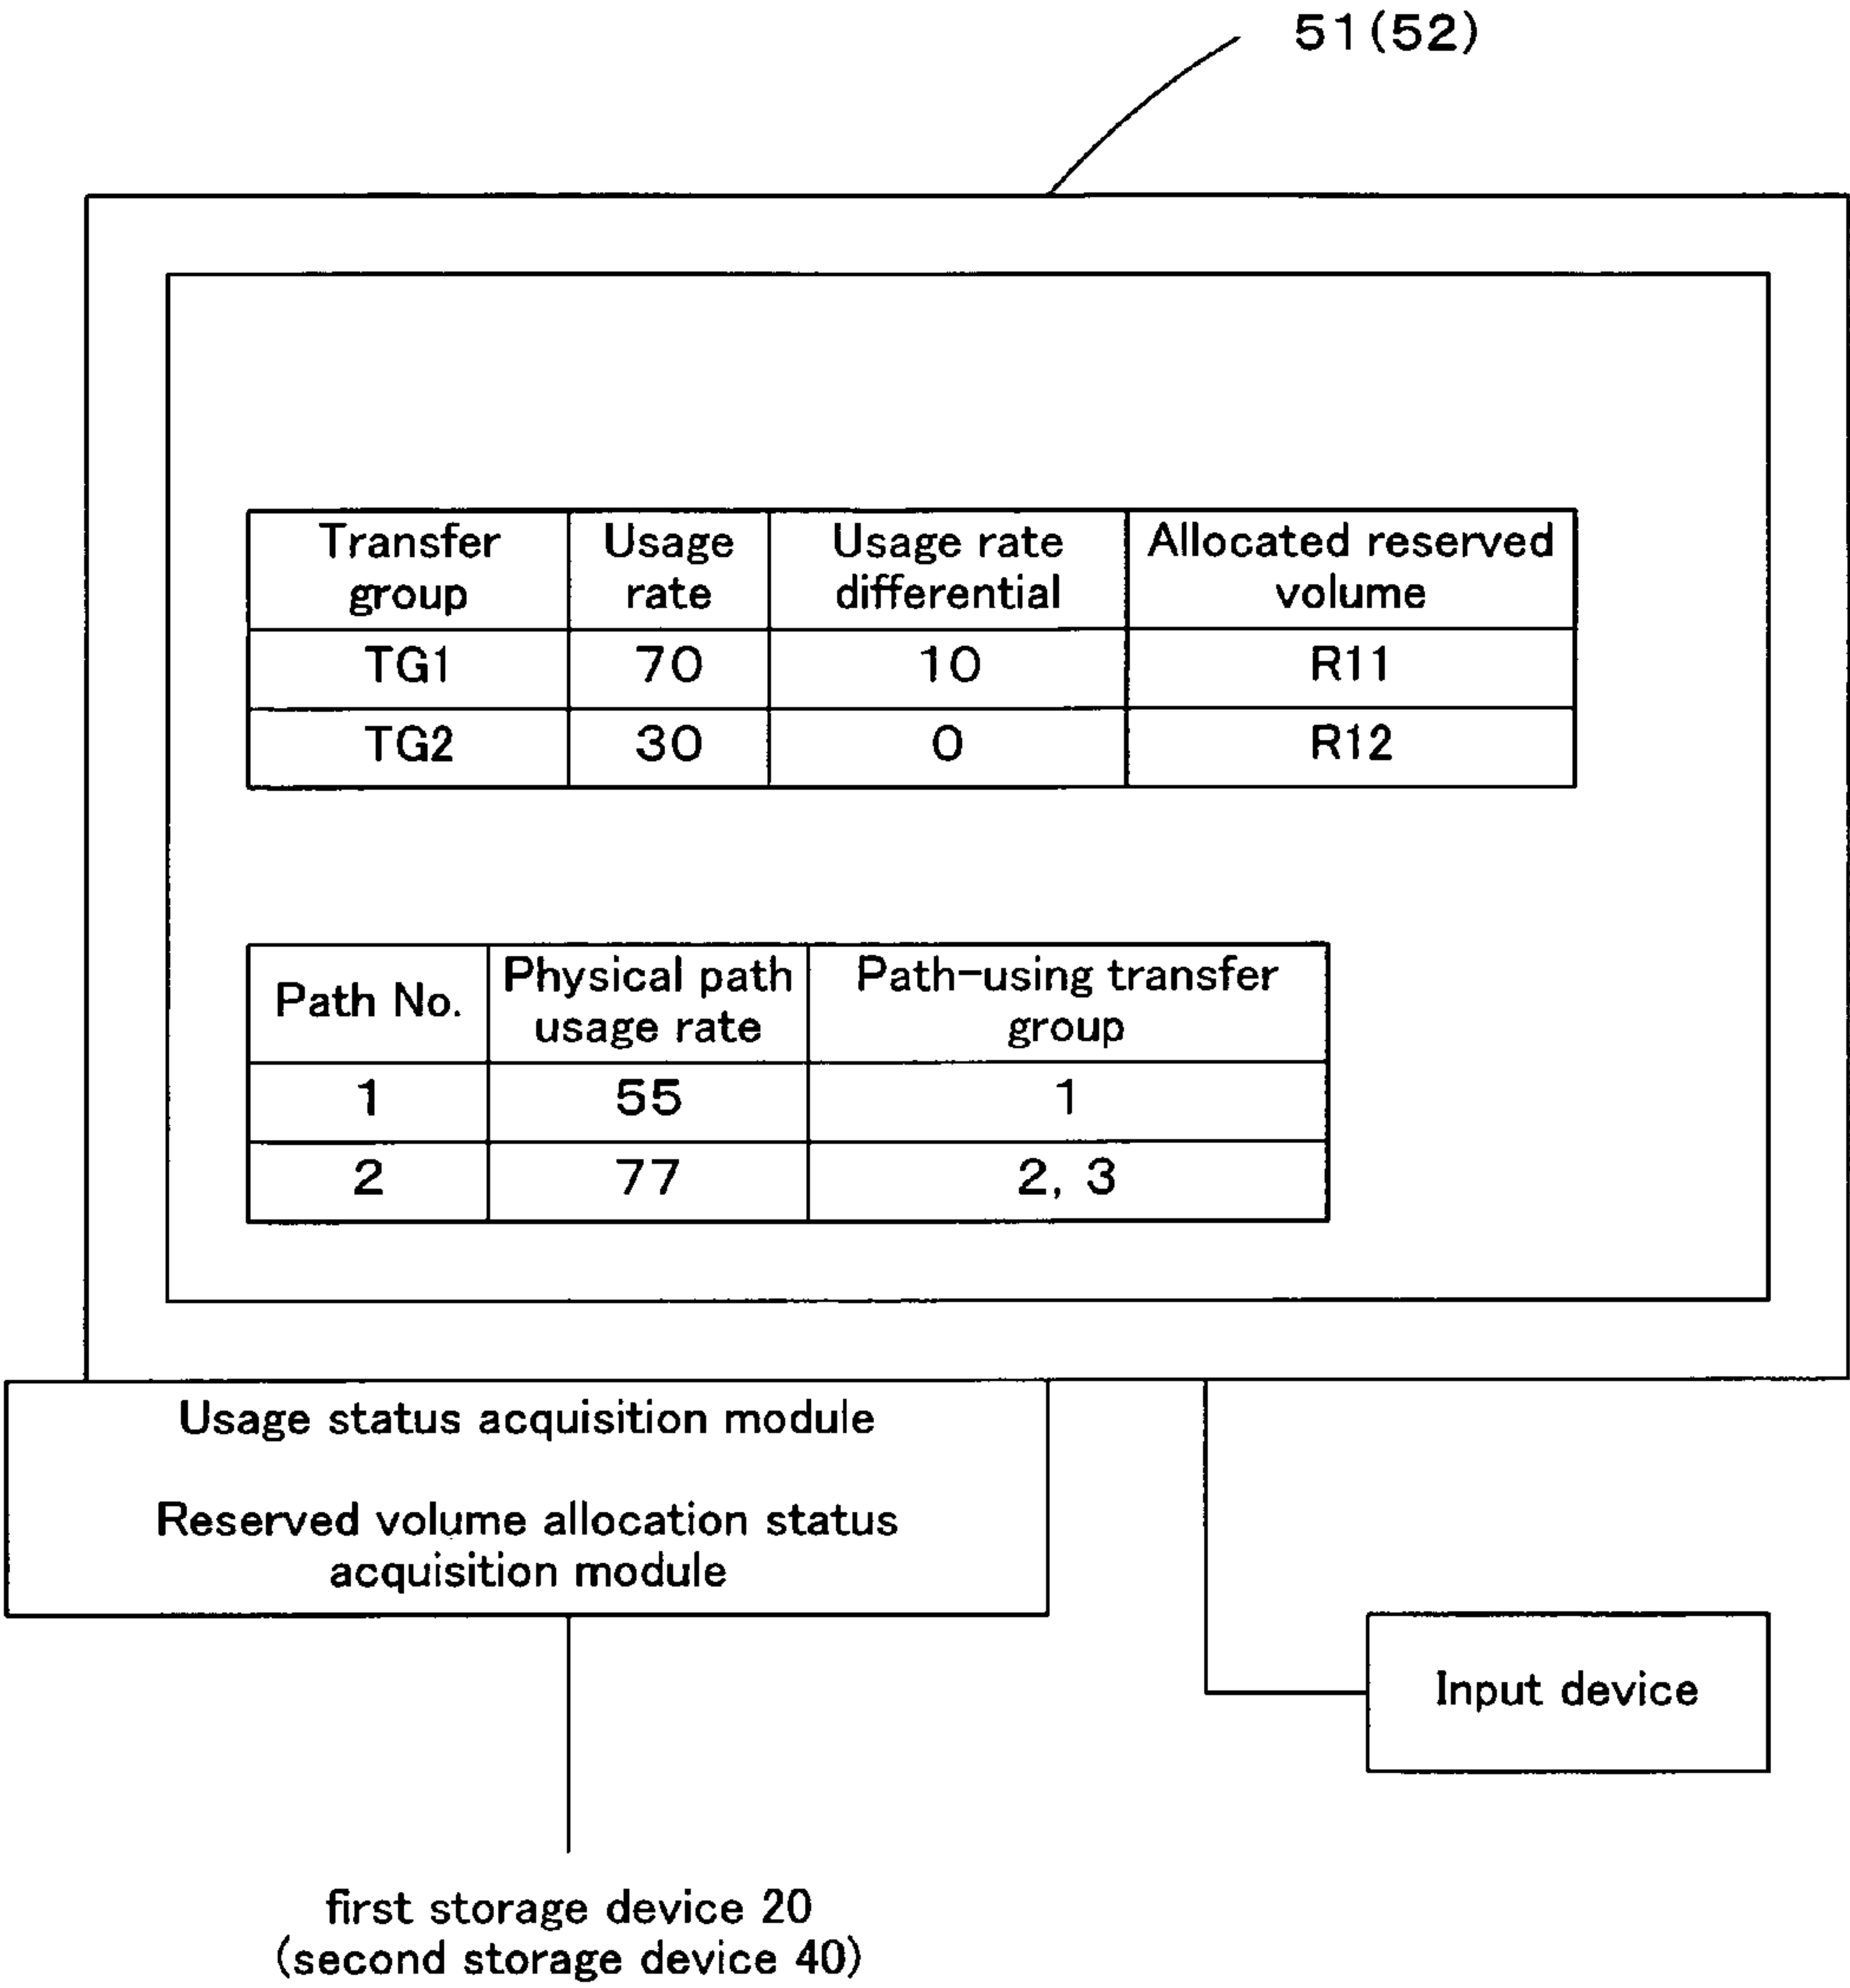 51(52)
Transfer group Usage rate Usage rate differential Allocated reserved volume
TG1 70 10 R11
TG2 30 0 R12
Path No. Physical path usage rate Path-using transfer group
1 55 1
2 77 2, 3
Usage status acquisition module
Reserved volume allocation status
acquisition module
Input device
first storage device 20
(second storage device 40)